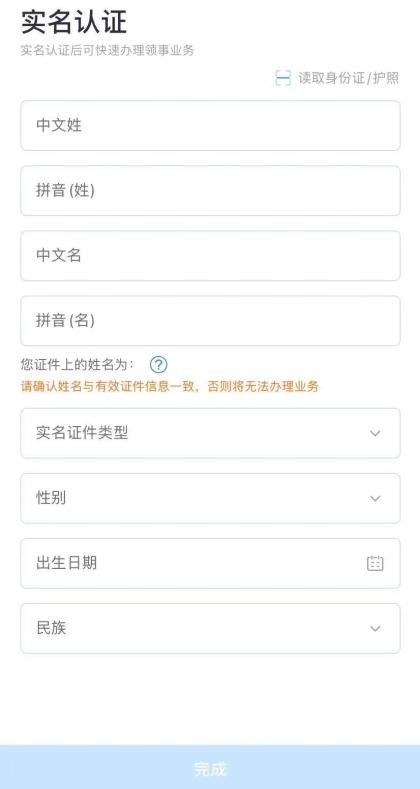 实名认证
实名认证后可快速办理领事业务
读取身份证/护照
中文姓
拼音(姓)
中文名
拼音(名)
您证件上的姓名为： ?
请确认姓名与有效证件信息一致，否则将无法办理业务
实名证件类型
性别
出生日期
民族
完成